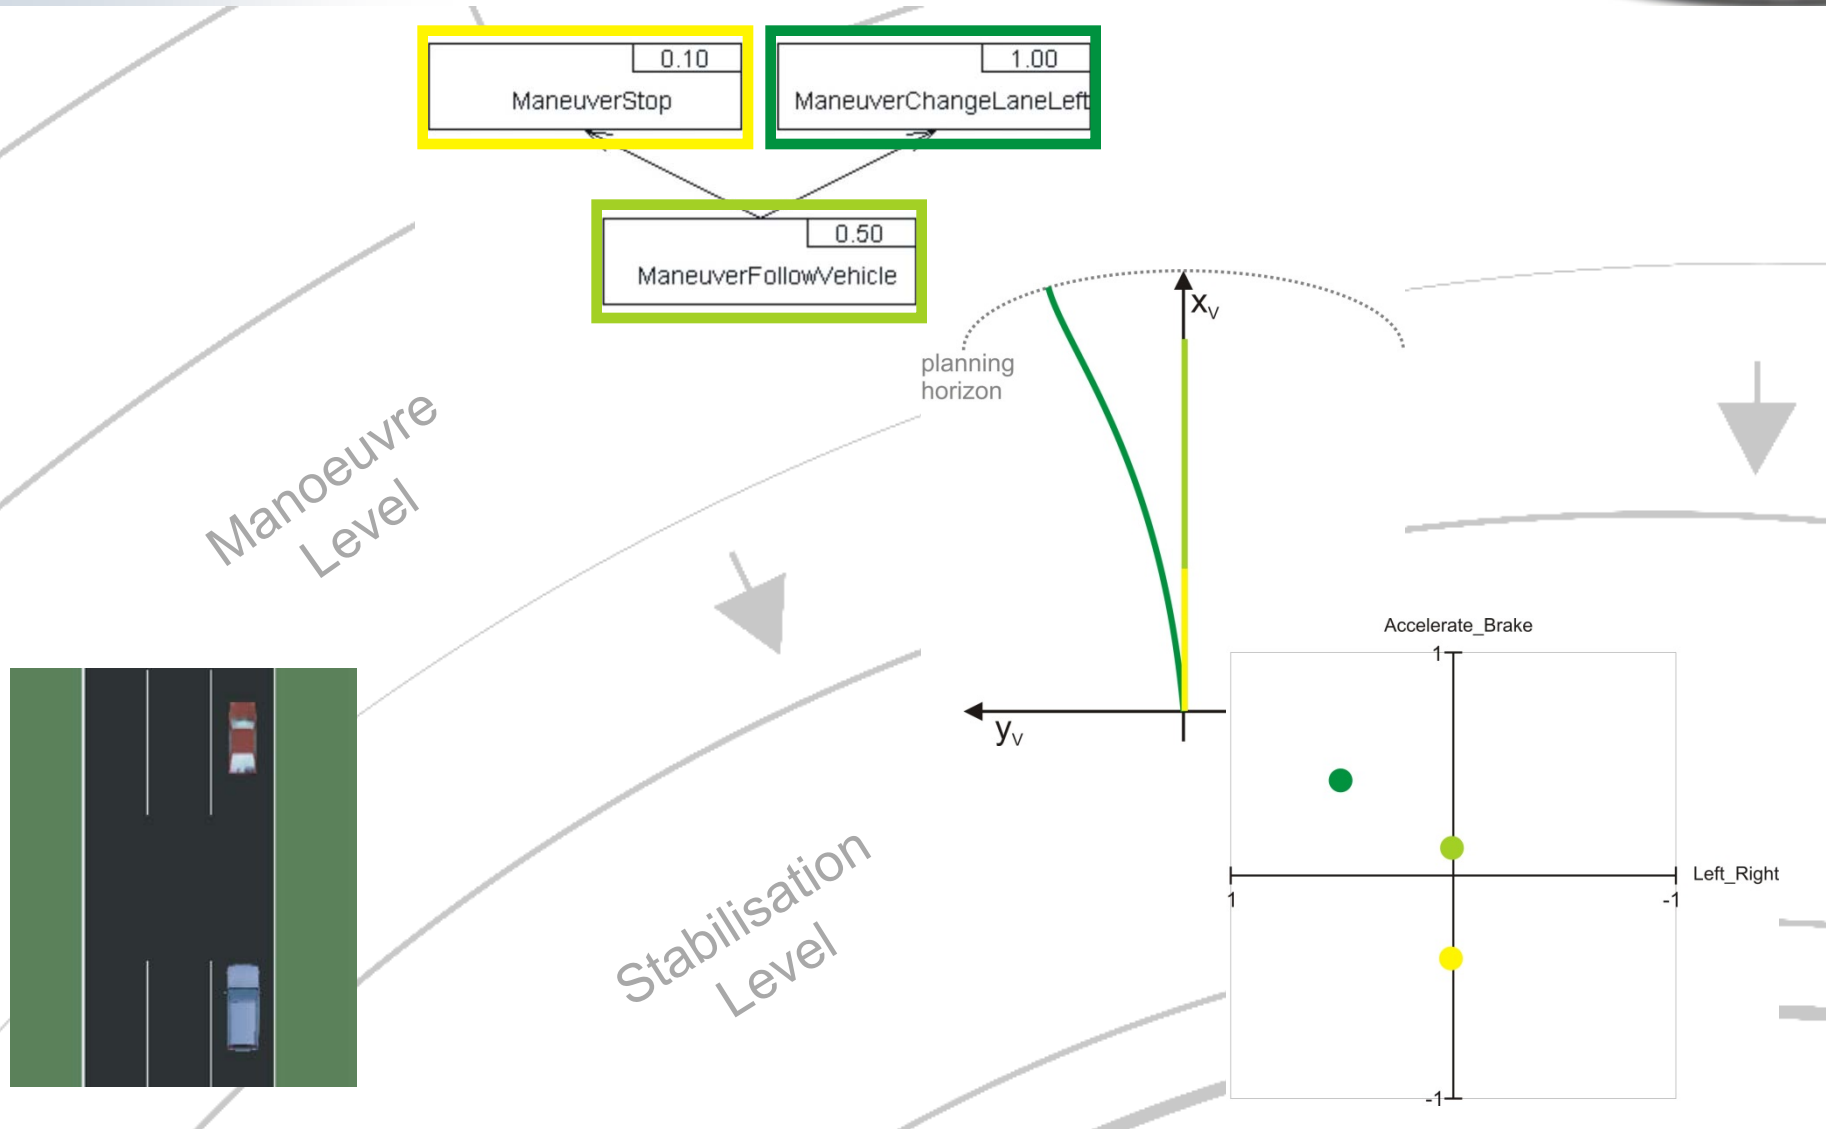 0.10
ManeuverStop
1.00
ManeuverChangeLaneLeft
0.50
ManeuverFollowVehicle
xV
planning
horizon
Manoeuvre
Level
yV
Accelerate_Brake
1
Left_Right
1
-1
-1
Stabilisation
Level